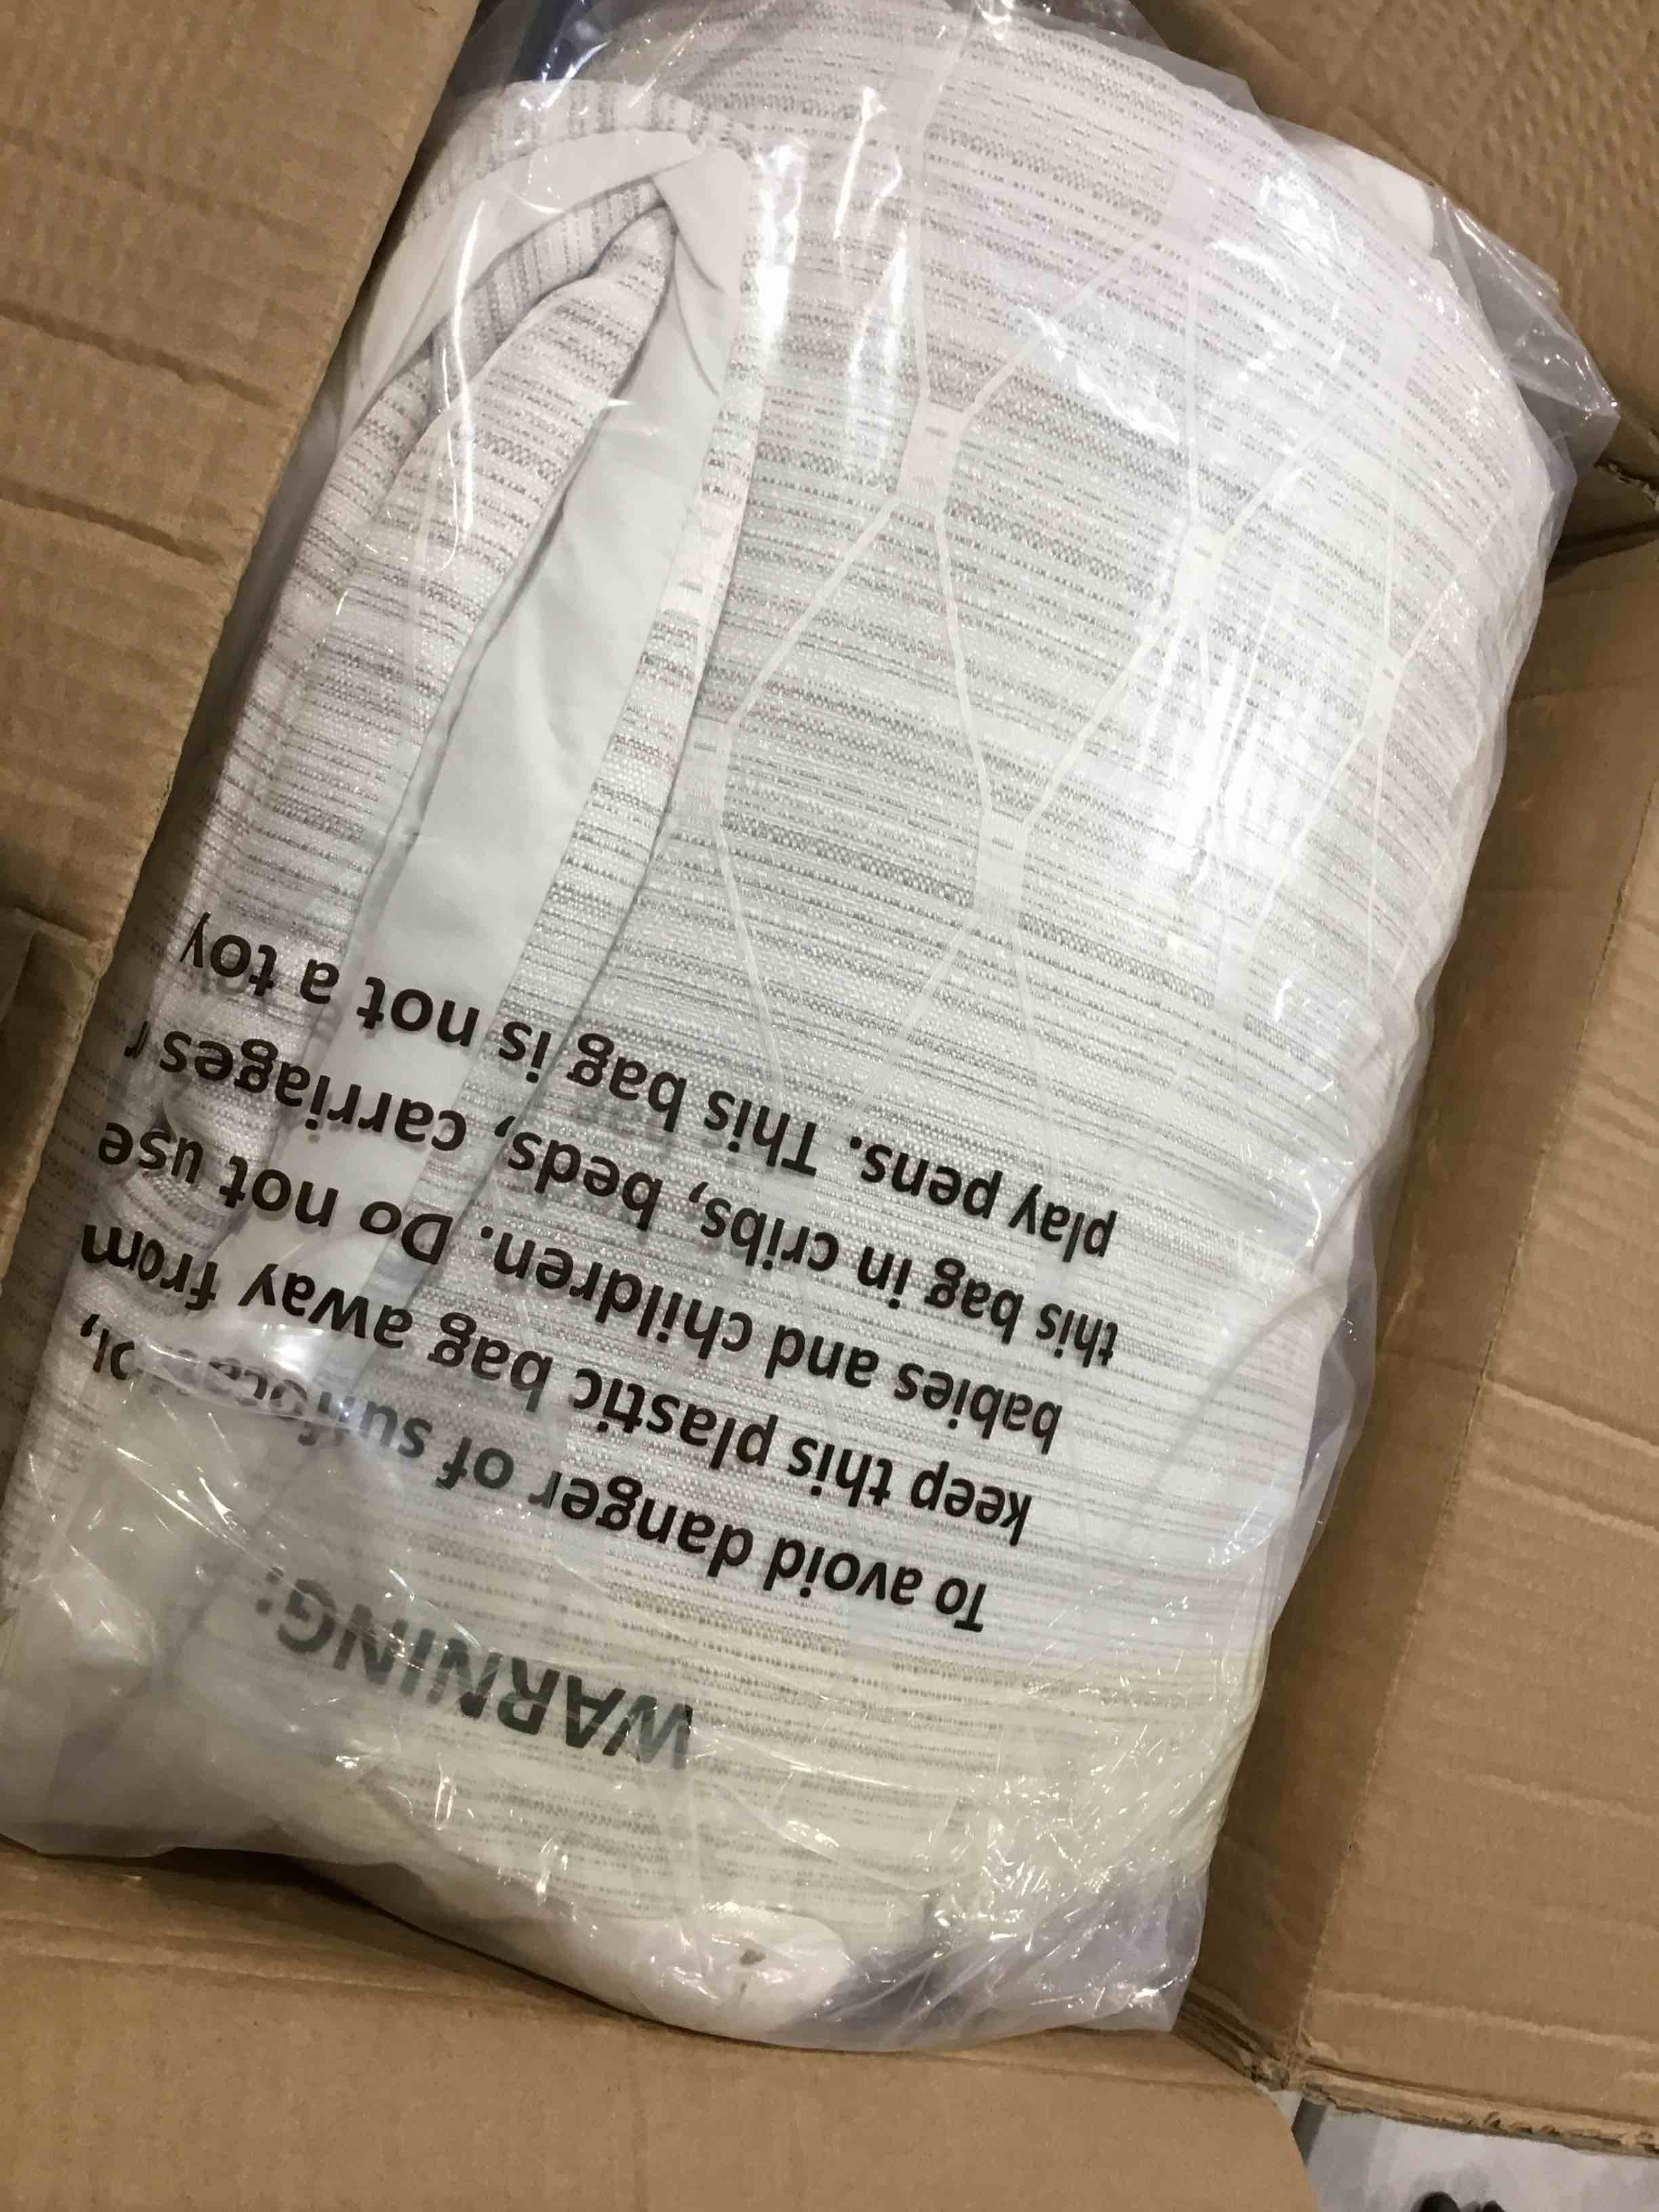 WARNING:
To avoid danger of suffocation,
keep this plastic bag away from
babies and children. Do not use
this bag in cribs, beds, carriages
play pens. This bag is not a toy